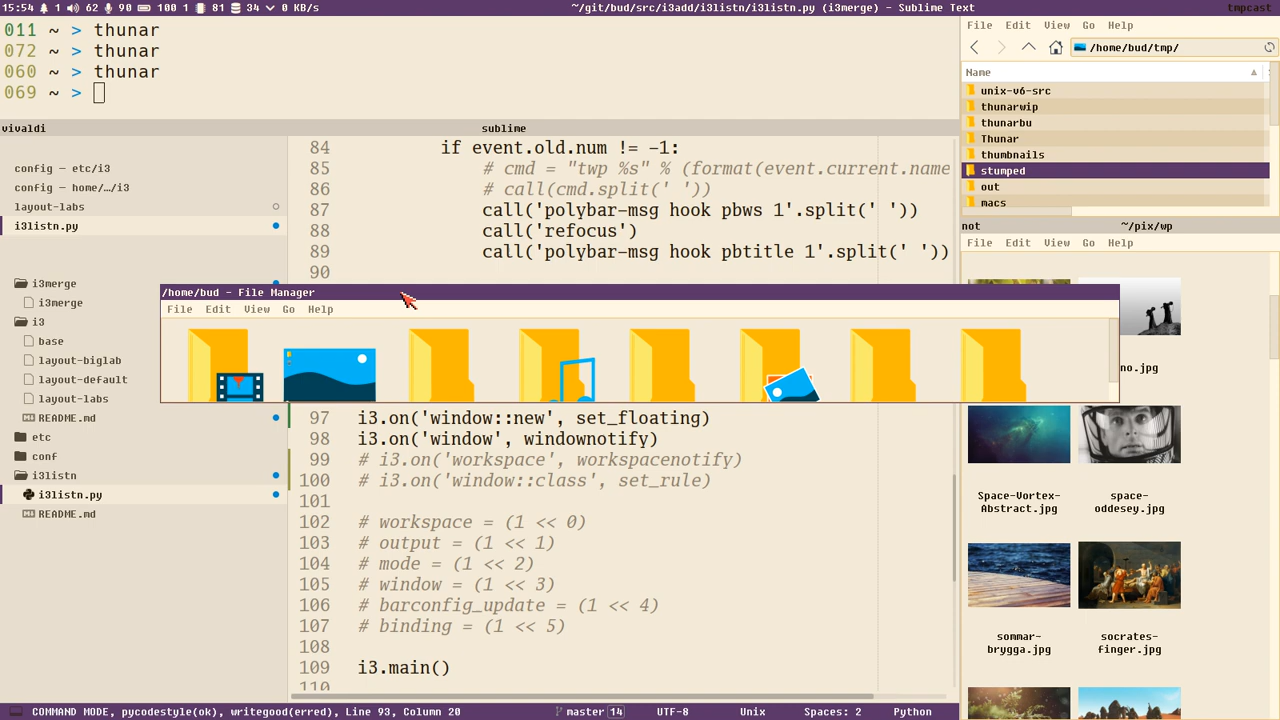 15:54 1 62 90 100 1 81 34 0 KB/s ~/git/bud/src/i3add/i3listn/i3listn.py (i3merge) - Sublime Text tmpcast
011 ~ > thunar
072 ~ > thunar
060 ~ > thunar
069 ~ >
vivaldi sublime
config — etc/i3
config — home/…/i3
layout-labs
i3listn.py
i3merge
i3merge
i3
base
layout-biglab
layout-default
layout-labs
README.md
etc
conf
i3listn
i3listn.py
README.md
84 if event.old.num != -1:
85 # cmd = "twp %s" % (format(event.current.name
86 # call(cmd.split(' '))
87 call('polybar-msg hook pbws 1'.split(' '))
88 call('refocus')
89 call('polybar-msg hook pbtitle 1'.split(' '))
90
/home/bud - File Manager
File Edit View Go Help
97 i3.on('window::new', set_floating)
98 i3.on('window', windownotify)
99 # i3.on('workspace', workspacenotify)
100 # i3.on('window::class', set_rule)
101
102 # workspace = (1 << 0)
103 # output = (1 << 1)
104 # mode = (1 << 2)
105 # window = (1 << 3)
106 # barconfig_update = (1 << 4)
107 # binding = (1 << 5)
108
109 i3.main()
110
File Edit View Go Help
/home/bud/tmp/
Name
unix-v6-src
thunarwip
thunarbu
Thunar
thumbnails
stumped
out
macs
not ~/pix/wp
File Edit View Go Help
no.jpg
Space-Vortex-
Abstract.jpg
space-
oddesey.jpg
sommar-
brygga.jpg
socrates-
finger.jpg
COMMAND MODE, pycodestyle(ok), writegood(erred), Line 93, Column 20 master 14 UTF-8 Unix Spaces: 2 Python